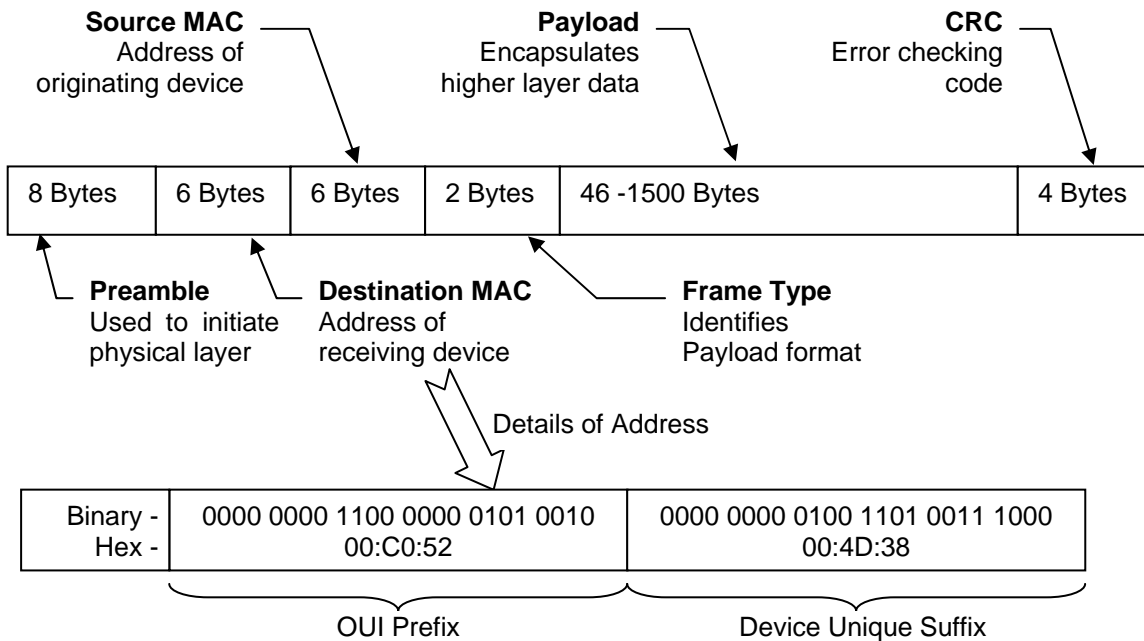 Source MAC
Address of
originating device
Payload
Encapsulates
higher layer data
CRC
Error checking
code
8 Bytes
6 Bytes
6 Bytes
2 Bytes
46 -1500 Bytes
4 Bytes
Preamble
Used to initiate
physical layer
Destination MAC
Address of
receiving device
Frame Type
Identifies
Payload format
Details of Address
Binary -
Hex -
0000 0000 1100 0000 0101 0010
00:C0:52
0000 0000 0100 1101 0011 1000
00:4D:38
OUI Prefix
Device Unique Suffix